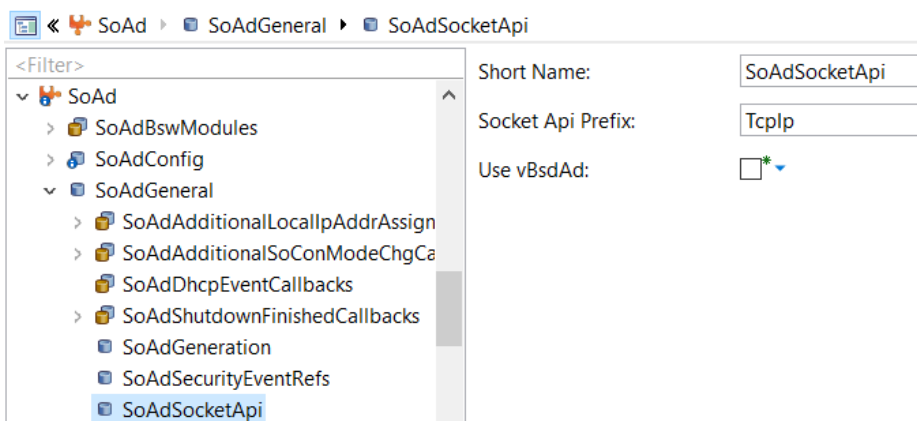 SoAd SoAdGeneral SoAdSocketApi
<Filter>
SoAd
SoAdBswModules
SoAdConfig
SoAdGeneral
SoAdAdditionalLocalIpAddrAssign
SoAdAdditionalSoConModeChgCa
SoAdDhcpEventCallbacks
SoAdShutdownFinishedCallbacks
SoAdGeneration
SoAdSecurityEventRefs
SoAdSocketApi
Short Name: SoAdSocketApi
Socket Api Prefix: TcpIp
Use vBsdAd: